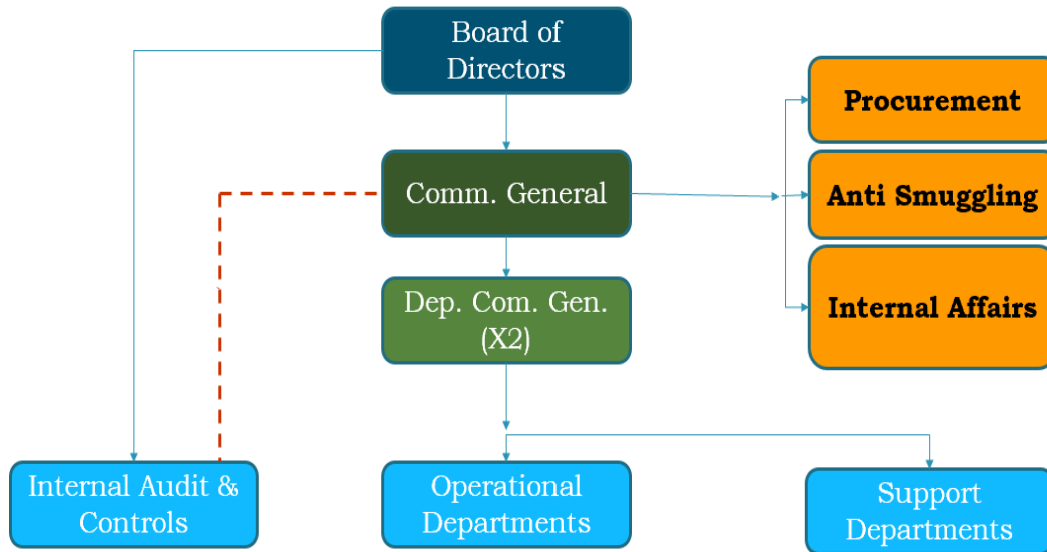 Board of
Directors
Procurement
Comm. General
Anti Smuggling
Dep. Com. Gen.
(X2)
Internal Affairs
Internal Audit &
Controls
Operational
Departments
Support
Departments